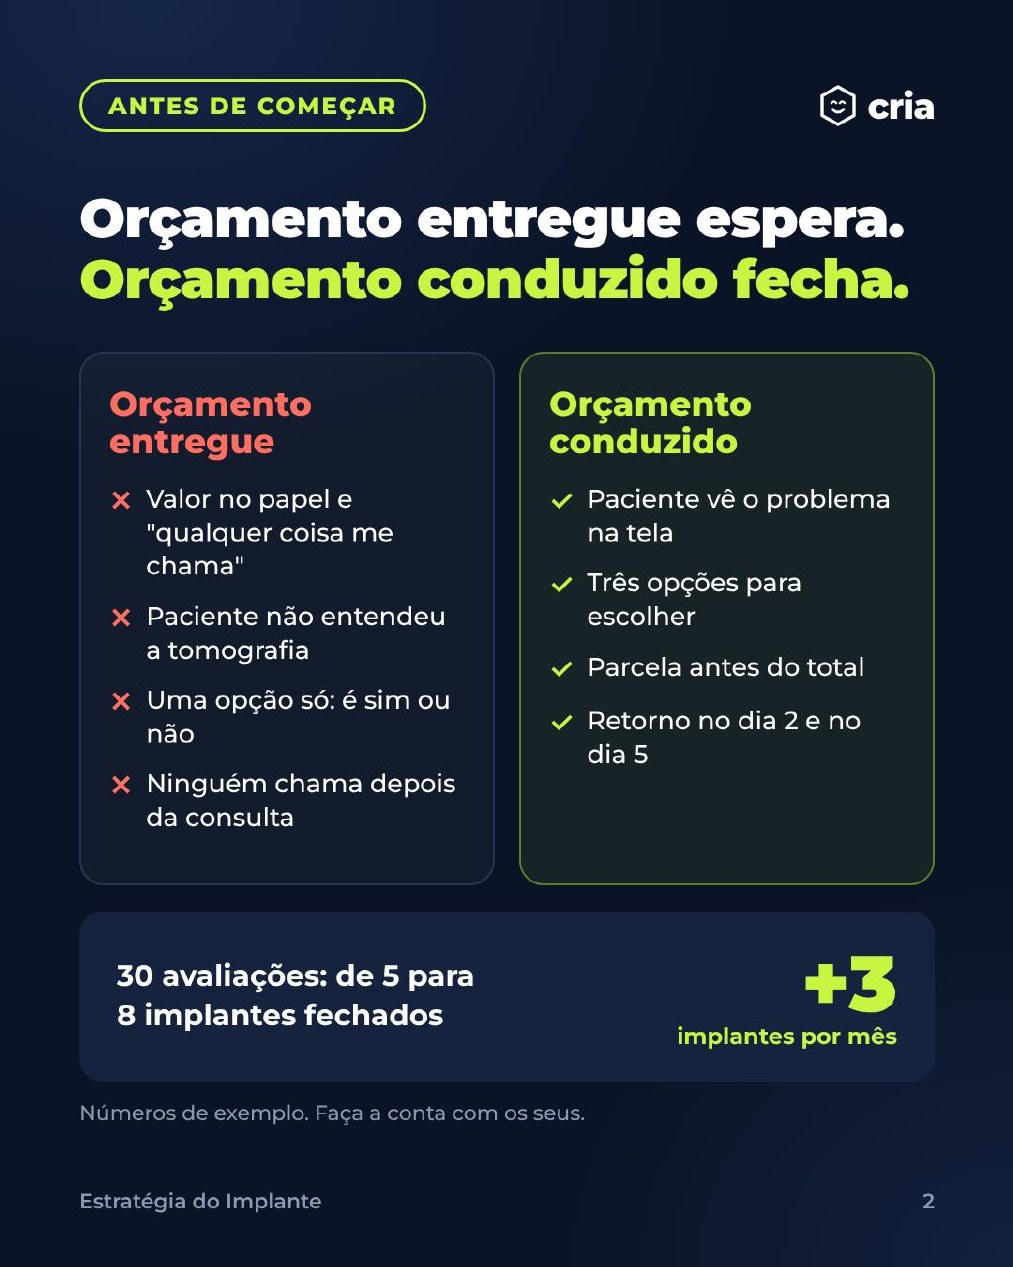 ANTES DE COMEÇAR
cria
Orçamento entregue espera.
Orçamento conduzido fecha.
Orçamento
entregue
Valor no papel e
"qualquer coisa me
chama"
Paciente não entendeu
a tomografia
Uma opção só: é sim ou
não
Ninguém chama depois
da consulta
Orçamento
conduzido
Paciente vê o problema
na tela
Três opções para
escolher
Parcela antes do total
Retorno no dia 2 e no
dia 5
30 avaliações: de 5 para
8 implantes fechados
+3
implantes por mês
Números de exemplo. Faça a conta com os seus.
Estratégia do Implante
2